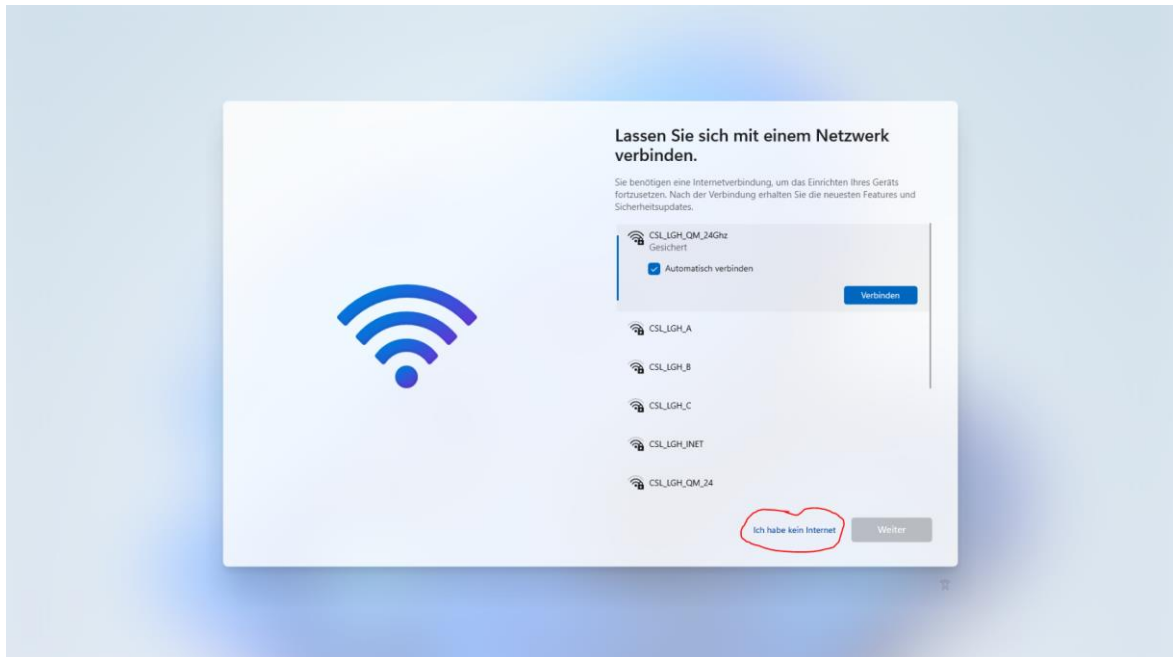 Lassen Sie sich mit einem Netzwerk
verbinden.
Sie benötigen eine Internetverbindung, um das Einrichten Ihres Geräts
fortzusetzen. Nach der Verbindung erhalten Sie die neuesten Features und
Sicherheitsupdates.
CSL_LGH_QM_24Ghz
Gesichert
Automatisch verbinden
Verbinden
CSL_LGH_A
CSL_LGH_B
CSL_LGH_C
CSL_LGH_INET
CSL_LGH_QM_24
Ich habe kein Internet
Weiter